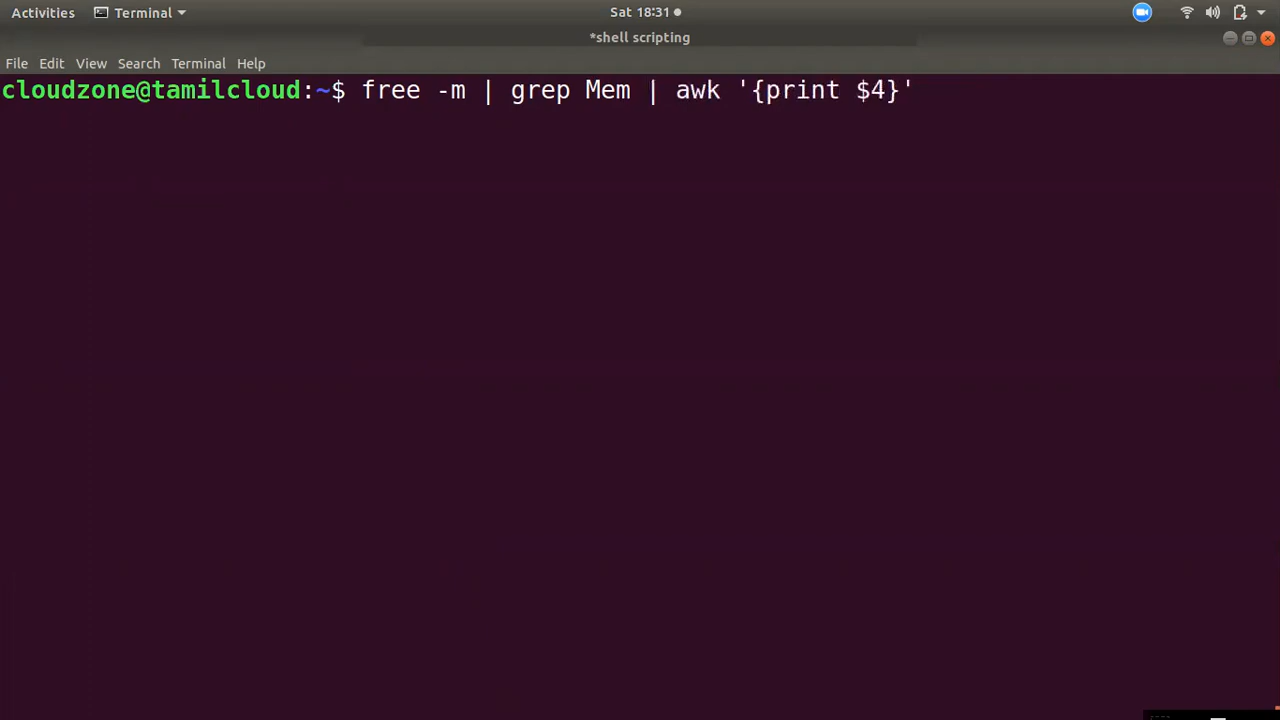 Activities Terminal Sat 18:31
*shell scripting
File Edit View Search Terminal Help
cloudzone@tamilcloud:~$ free -m | grep Mem | awk '{print $4}'